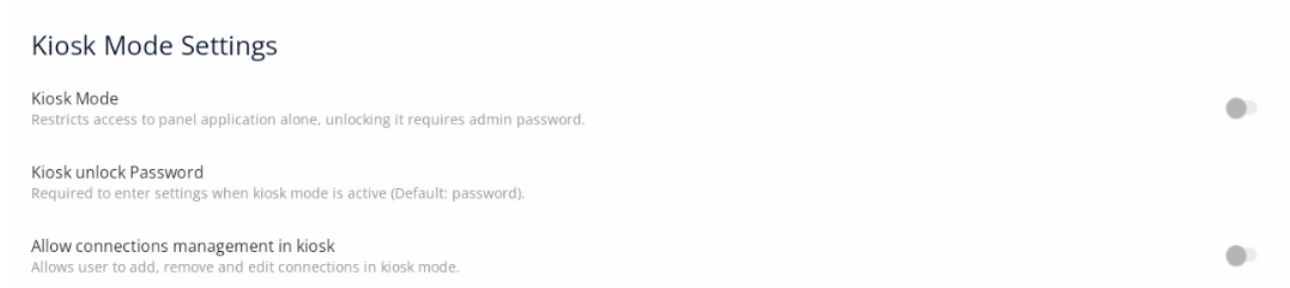 Kiosk Mode Settings
Kiosk Mode
Restricts access to panel application alone, unlocking it requires admin password.
Kiosk unlock Password
Required to enter settings when kiosk mode is active (Default: password).
Allow connections management in kiosk
Allows user to add, remove and edit connections in kiosk mode.